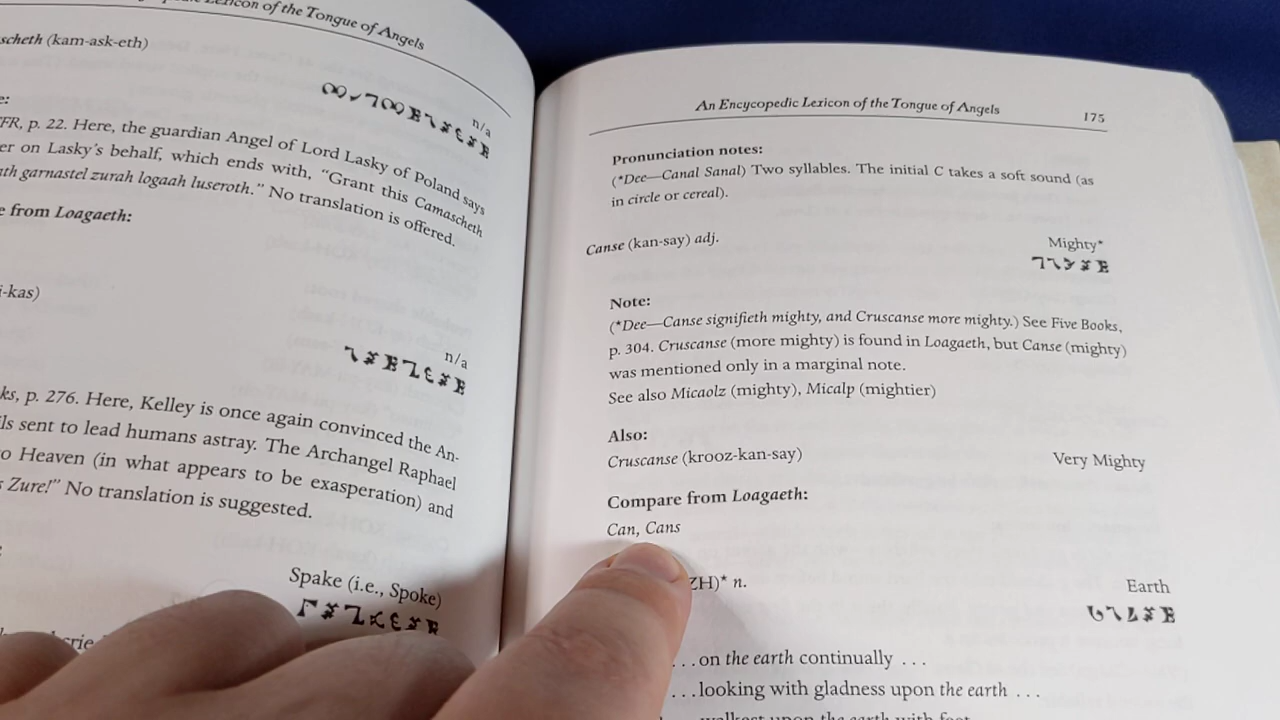 Lexicon of the Tongue of Angels
scheth (kam-ask-eth)
n/a
e:
FR, p. 22. Here, the guardian Angel of Lord Lasky of Poland says
er on Lasky's behalf, which ends with, "Grant this Camascheth
th garnastel zurah logaah luseroth." No translation is offered.
e from Loagaeth:
i-kas)
n/a
ks, p. 276. Here, Kelley is once again convinced the An-
ls sent to lead humans astray. The Archangel Raphael
o Heaven (in what appears to be exasperation) and
s Zure!" No translation is suggested.
Spake (i.e., Spoke)
An Encycopedic Lexicon of the Tongue of Angels 175
Pronunciation notes:
(*Dee—Canal Sanal) Two syllables. The initial C takes a soft sound (as
in circle or cereal).
Canse (kan-say) adj. Mighty*
Note:
(*Dee—Canse signifieth mighty, and Cruscanse more mighty.) See Five Books,
p. 304. Cruscanse (more mighty) is found in Loagaeth, but Canse (mighty)
was mentioned only in a marginal note.
See also Micaolz (mighty), Micalp (mightier)
Also:
Cruscanse (krooz-kan-say) Very Mighty
Compare from Loagaeth:
Can, Cans
ZH)* n. Earth
...on the earth continually ...
...looking with gladness upon the earth ...
walkest upon the earth with feet